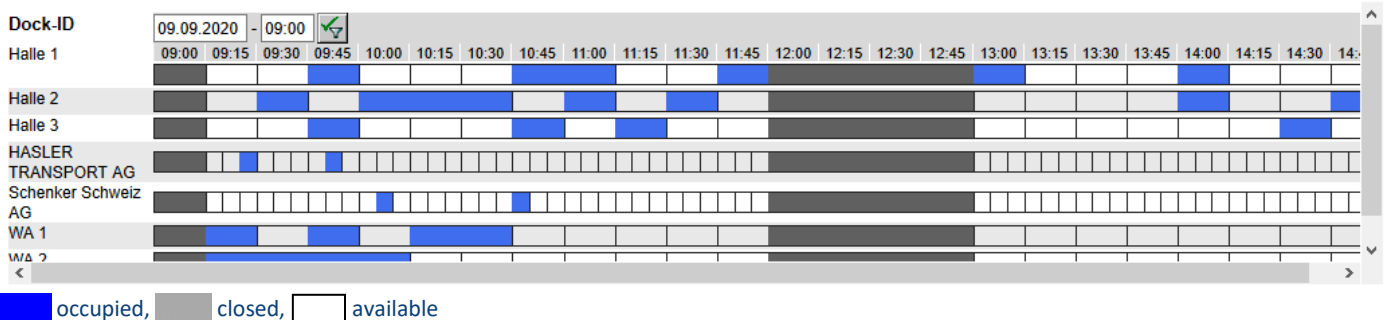 Dock-ID 09.09.2020 - 09:00
Halle 1 09:00 09:15 09:30 09:45 10:00 10:15 10:30 10:45 11:00 11:15 11:30 11:45 12:00 12:15 12:30 12:45 13:00 13:15 13:30 13:45 14:00 14:15 14:30 14:
Halle 2
Halle 3
HASLER
TRANSPORT AG
Schenker Schweiz
AG
WA 1
WA 2
occupied, closed, available